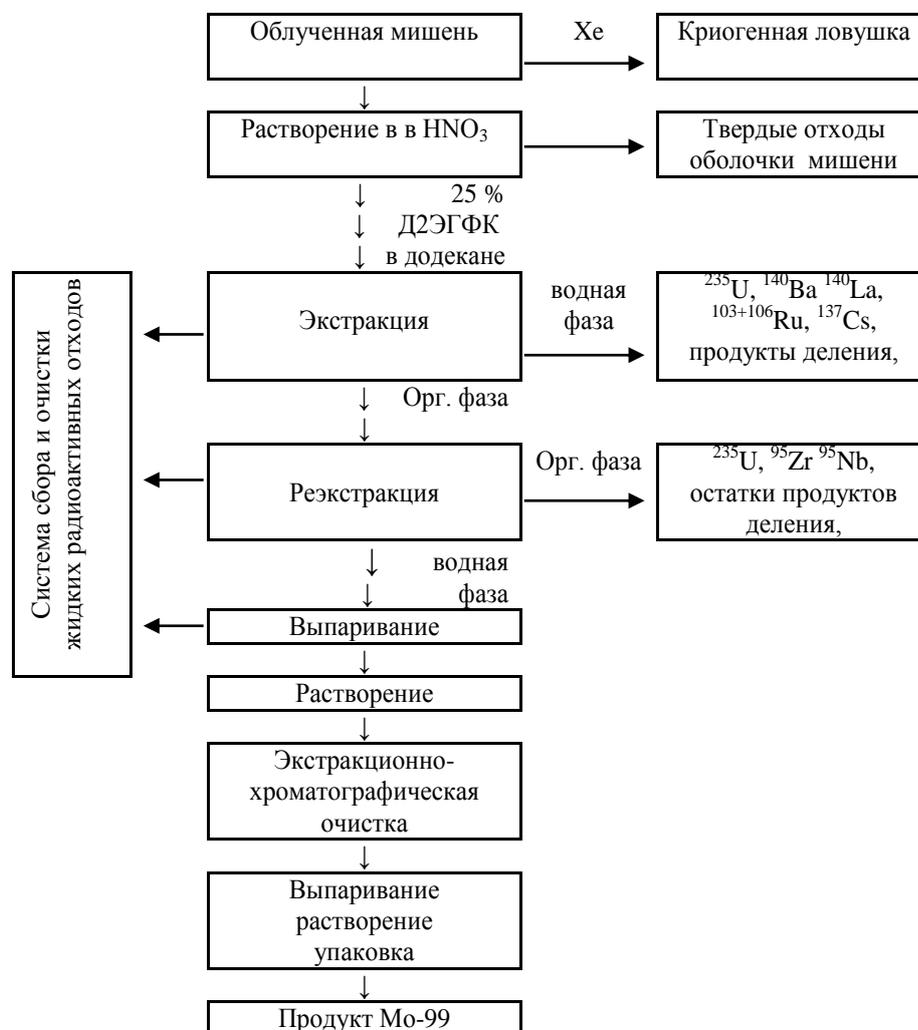 Облученная мишень
Xe
Криогенная ловушка
Растворение в в HNO₃
Твердые отходы
оболочки мишени
25 %
Д2ЭГФК
в додекане
Система сбора и очистки
жидких радиоактивных отходов
Экстракция
водная
фаза
²³⁵U, ¹⁴⁰Ba ¹⁴⁰La,
¹⁰³⁺¹⁰⁶Ru, ¹³⁷Cs,
продукты деления,
Орг. фаза
Реэкстракция
Орг. фаза
²³⁵U, ⁹⁵Zr ⁹⁵Nb,
остатки продуктов
деления,
водная
фаза
Выпаривание
Растворение
Экстракционно-
хроматографическая
очистка
Выпаривание
растворение
упаковка
Продукт Mo-99